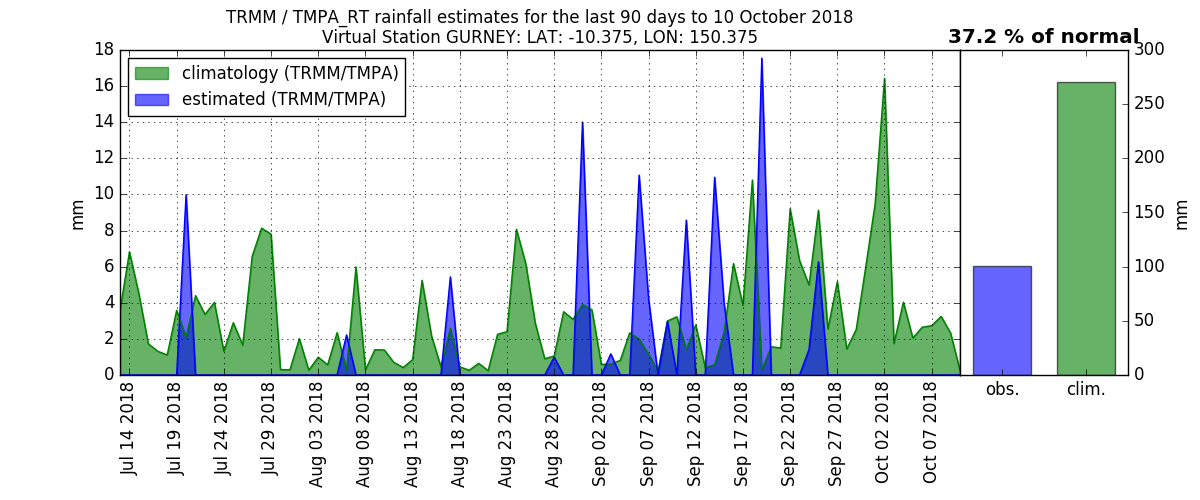 TRMM / TMPA_RT rainfall estimates for the last 90 days to 10 October 2018
Virtual Station GURNEY: LAT: -10.375, LON: 150.375
37.2 % of normal
climatology (TRMM/TMPA)
estimated (TRMM/TMPA)
mm
18
16
14
12
10
8
6
4
2
0
Jul 14 2018
Jul 19 2018
Jul 24 2018
Jul 29 2018
Aug 03 2018
Aug 08 2018
Aug 13 2018
Aug 18 2018
Aug 23 2018
Aug 28 2018
Sep 02 2018
Sep 07 2018
Sep 12 2018
Sep 17 2018
Sep 22 2018
Sep 27 2018
Oct 02 2018
Oct 07 2018
obs.
clim.
300
250
200
150
100
50
0
mm